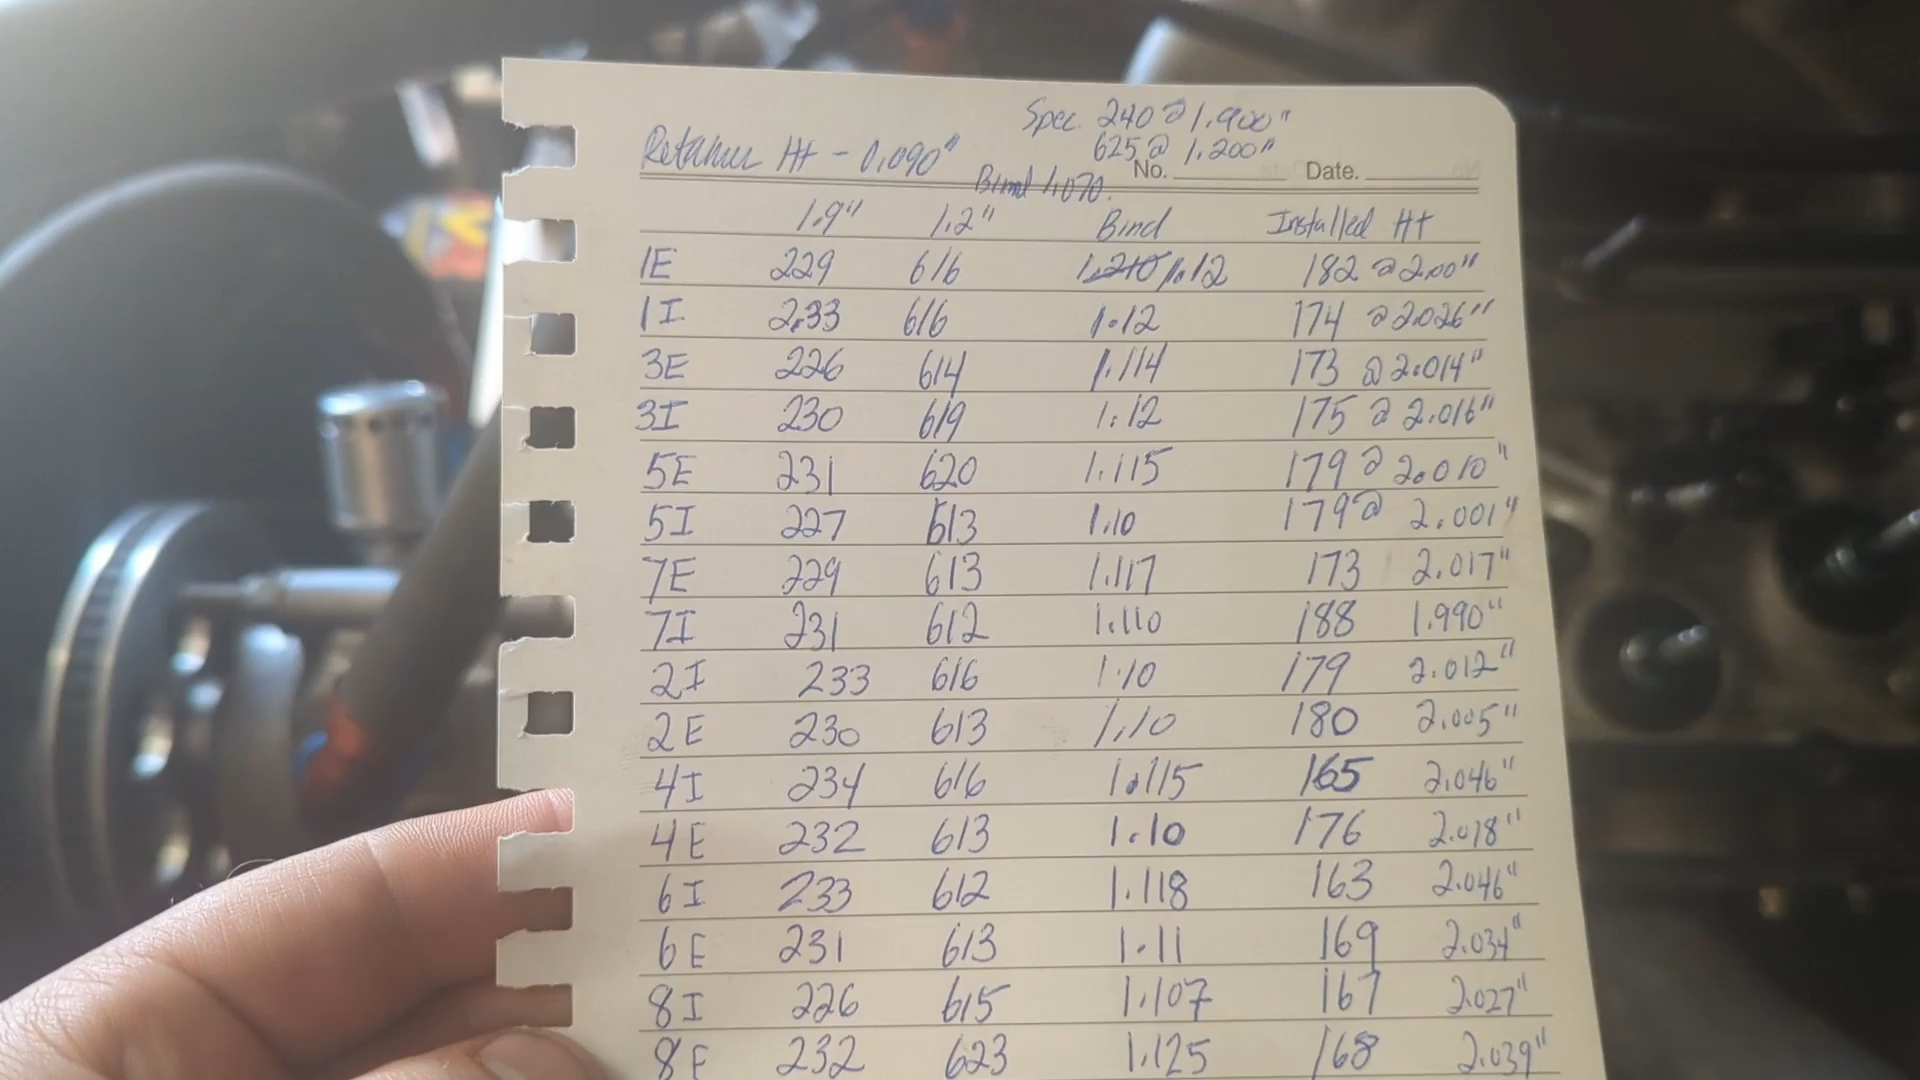 Spec. 240 @ 1.900"
Retainer Ht - 0.090" 625 @ 1.200"
Bind 1.070. No. Date.
1.9" 1.2" Bind Installed Ht
1E 229 616 1.210 1.12 182 @ 2.00"
1I 2.33 616 1.12 174 @ 2.026"
3E 226 614 1.114 173 @ 2.014"
3I 230 619 1.12 175 @ 2.016"
5E 231 620 1.115 179 @ 2.010"
5I 227 613 1.10 179 @ 2.001"
7E 229 613 1.117 173 2.017"
7I 231 612 1.110 188 1.990"
2I 233 616 1.10 179 2.012"
2E 230 613 1.10 180 2.005"
4I 234 616 1.115 165 2.046"
4E 232 613 1.10 176 2.018"
6I 233 612 1.118 163 2.046"
6E 231 613 1.11 169 2.034"
8I 226 615 1.107 167 2.027"
8E 232 623 1.125 168 2.039"